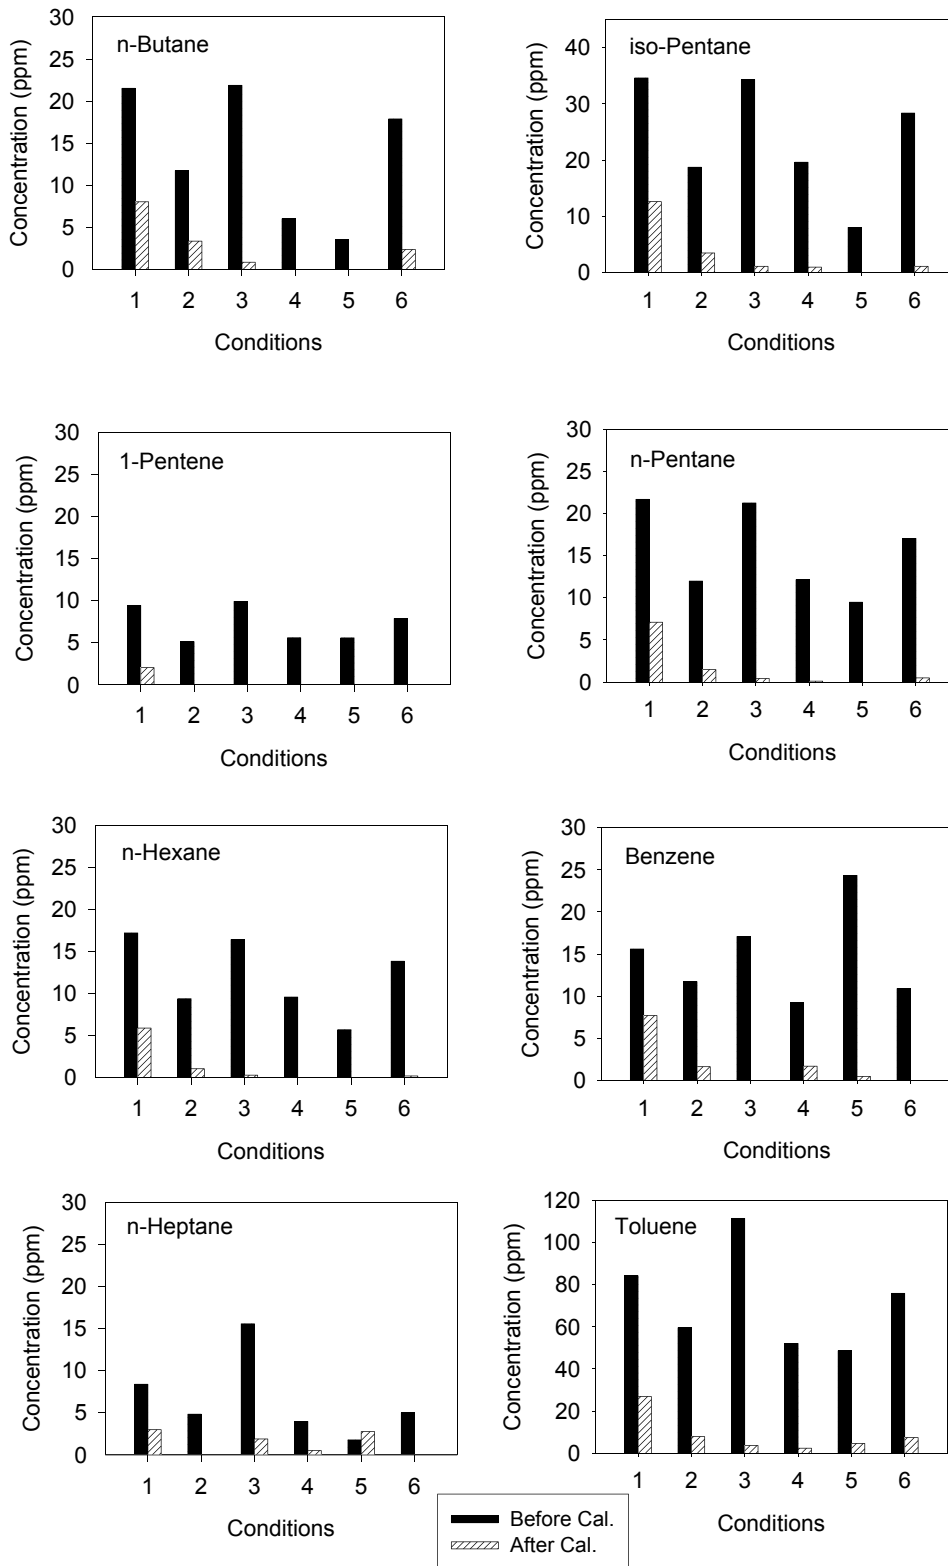 n-Butane
Concentration (ppm)
30
25
20
15
10
5
0
1 2 3 4 5 6
Conditions
iso-Pentane
Concentration (ppm)
40
30
20
10
0
1 2 3 4 5 6
Conditions
1-Pentene
Concentration (ppm)
30
25
20
15
10
5
0
1 2 3 4 5 6
Conditions
n-Pentane
Concentration (ppm)
30
25
20
15
10
5
0
1 2 3 4 5 6
Conditions
n-Hexane
Concentration (ppm)
30
25
20
15
10
5
0
1 2 3 4 5 6
Conditions
Benzene
Concentration (ppm)
30
25
20
15
10
5
0
1 2 3 4 5 6
Conditions
n-Heptane
Concentration (ppm)
30
25
20
15
10
5
0
1 2 3 4 5 6
Conditions
Toluene
Concentration (ppm)
120
100
80
60
40
20
0
1 2 3 4 5 6
Conditions
Before Cal.
After Cal.